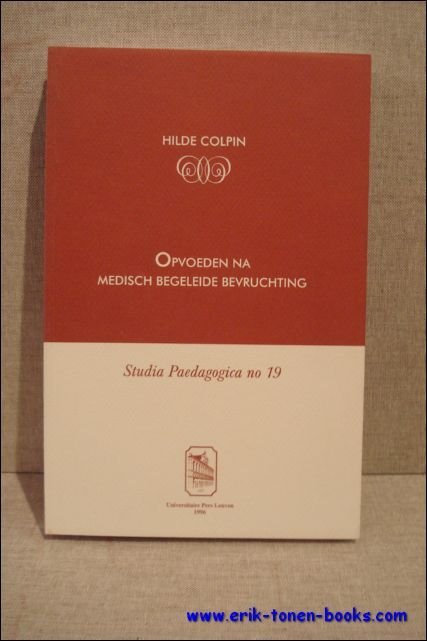 HILDE COLPIN
OPVOEDEN NA
MEDISCH BEGELEIDE BEVRUCHTING
Studia Paedagogica no 19
Universitaire Pers Leuven
1996
www.erik-tonen-books.com